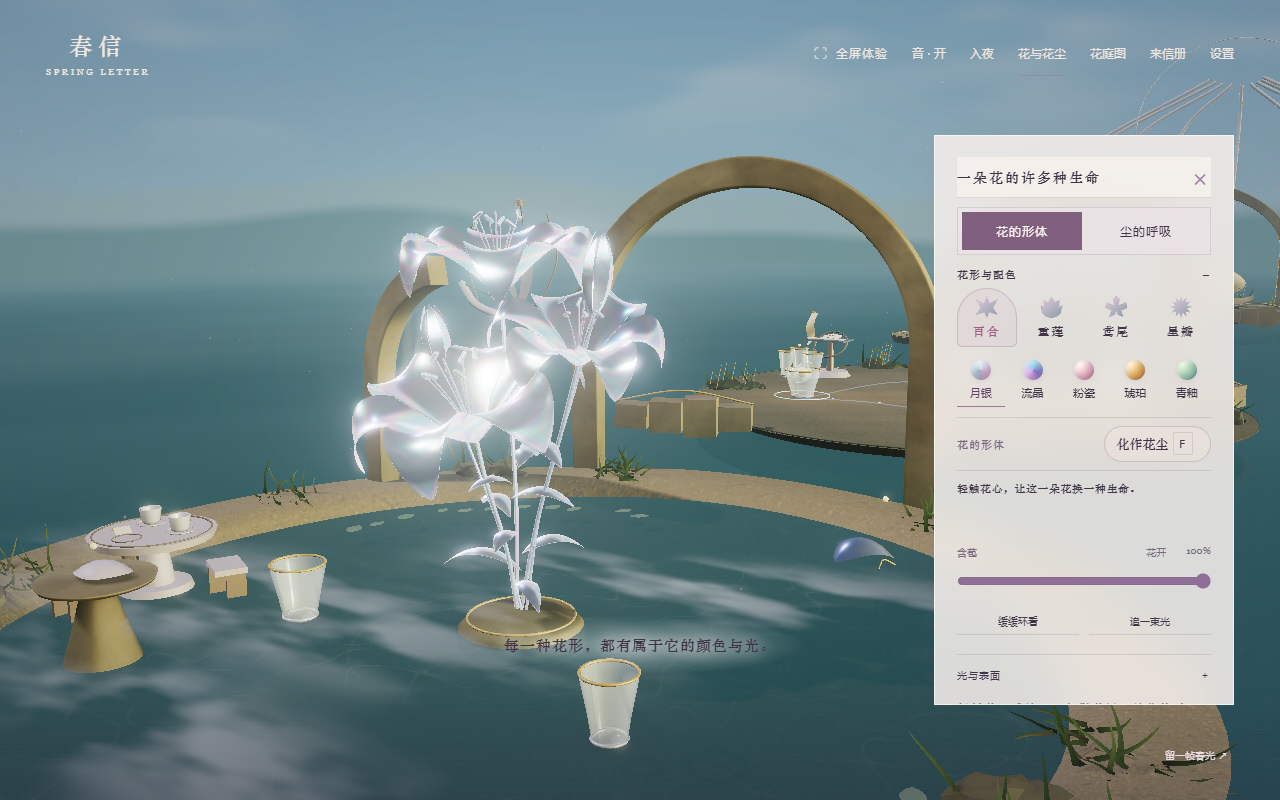 春信
SPRING LETTER
全屏体验 音·开 入夜 花与花尘 花庭图 来信册 设置
一朵花的许多种生命
花的形体 尘的呼吸
花形与配色
百合 重莲 鸢尾 星瓣
月银 流晶 粉瓷 琥珀 青釉
花的形体 化作花尘 F
轻触花心，让这一朵花换一种生命。
含苞 花开 100%
缓缓环看 追一束光
光与表面
每一种花形，都有属于它的颜色与光。
留一帧春光